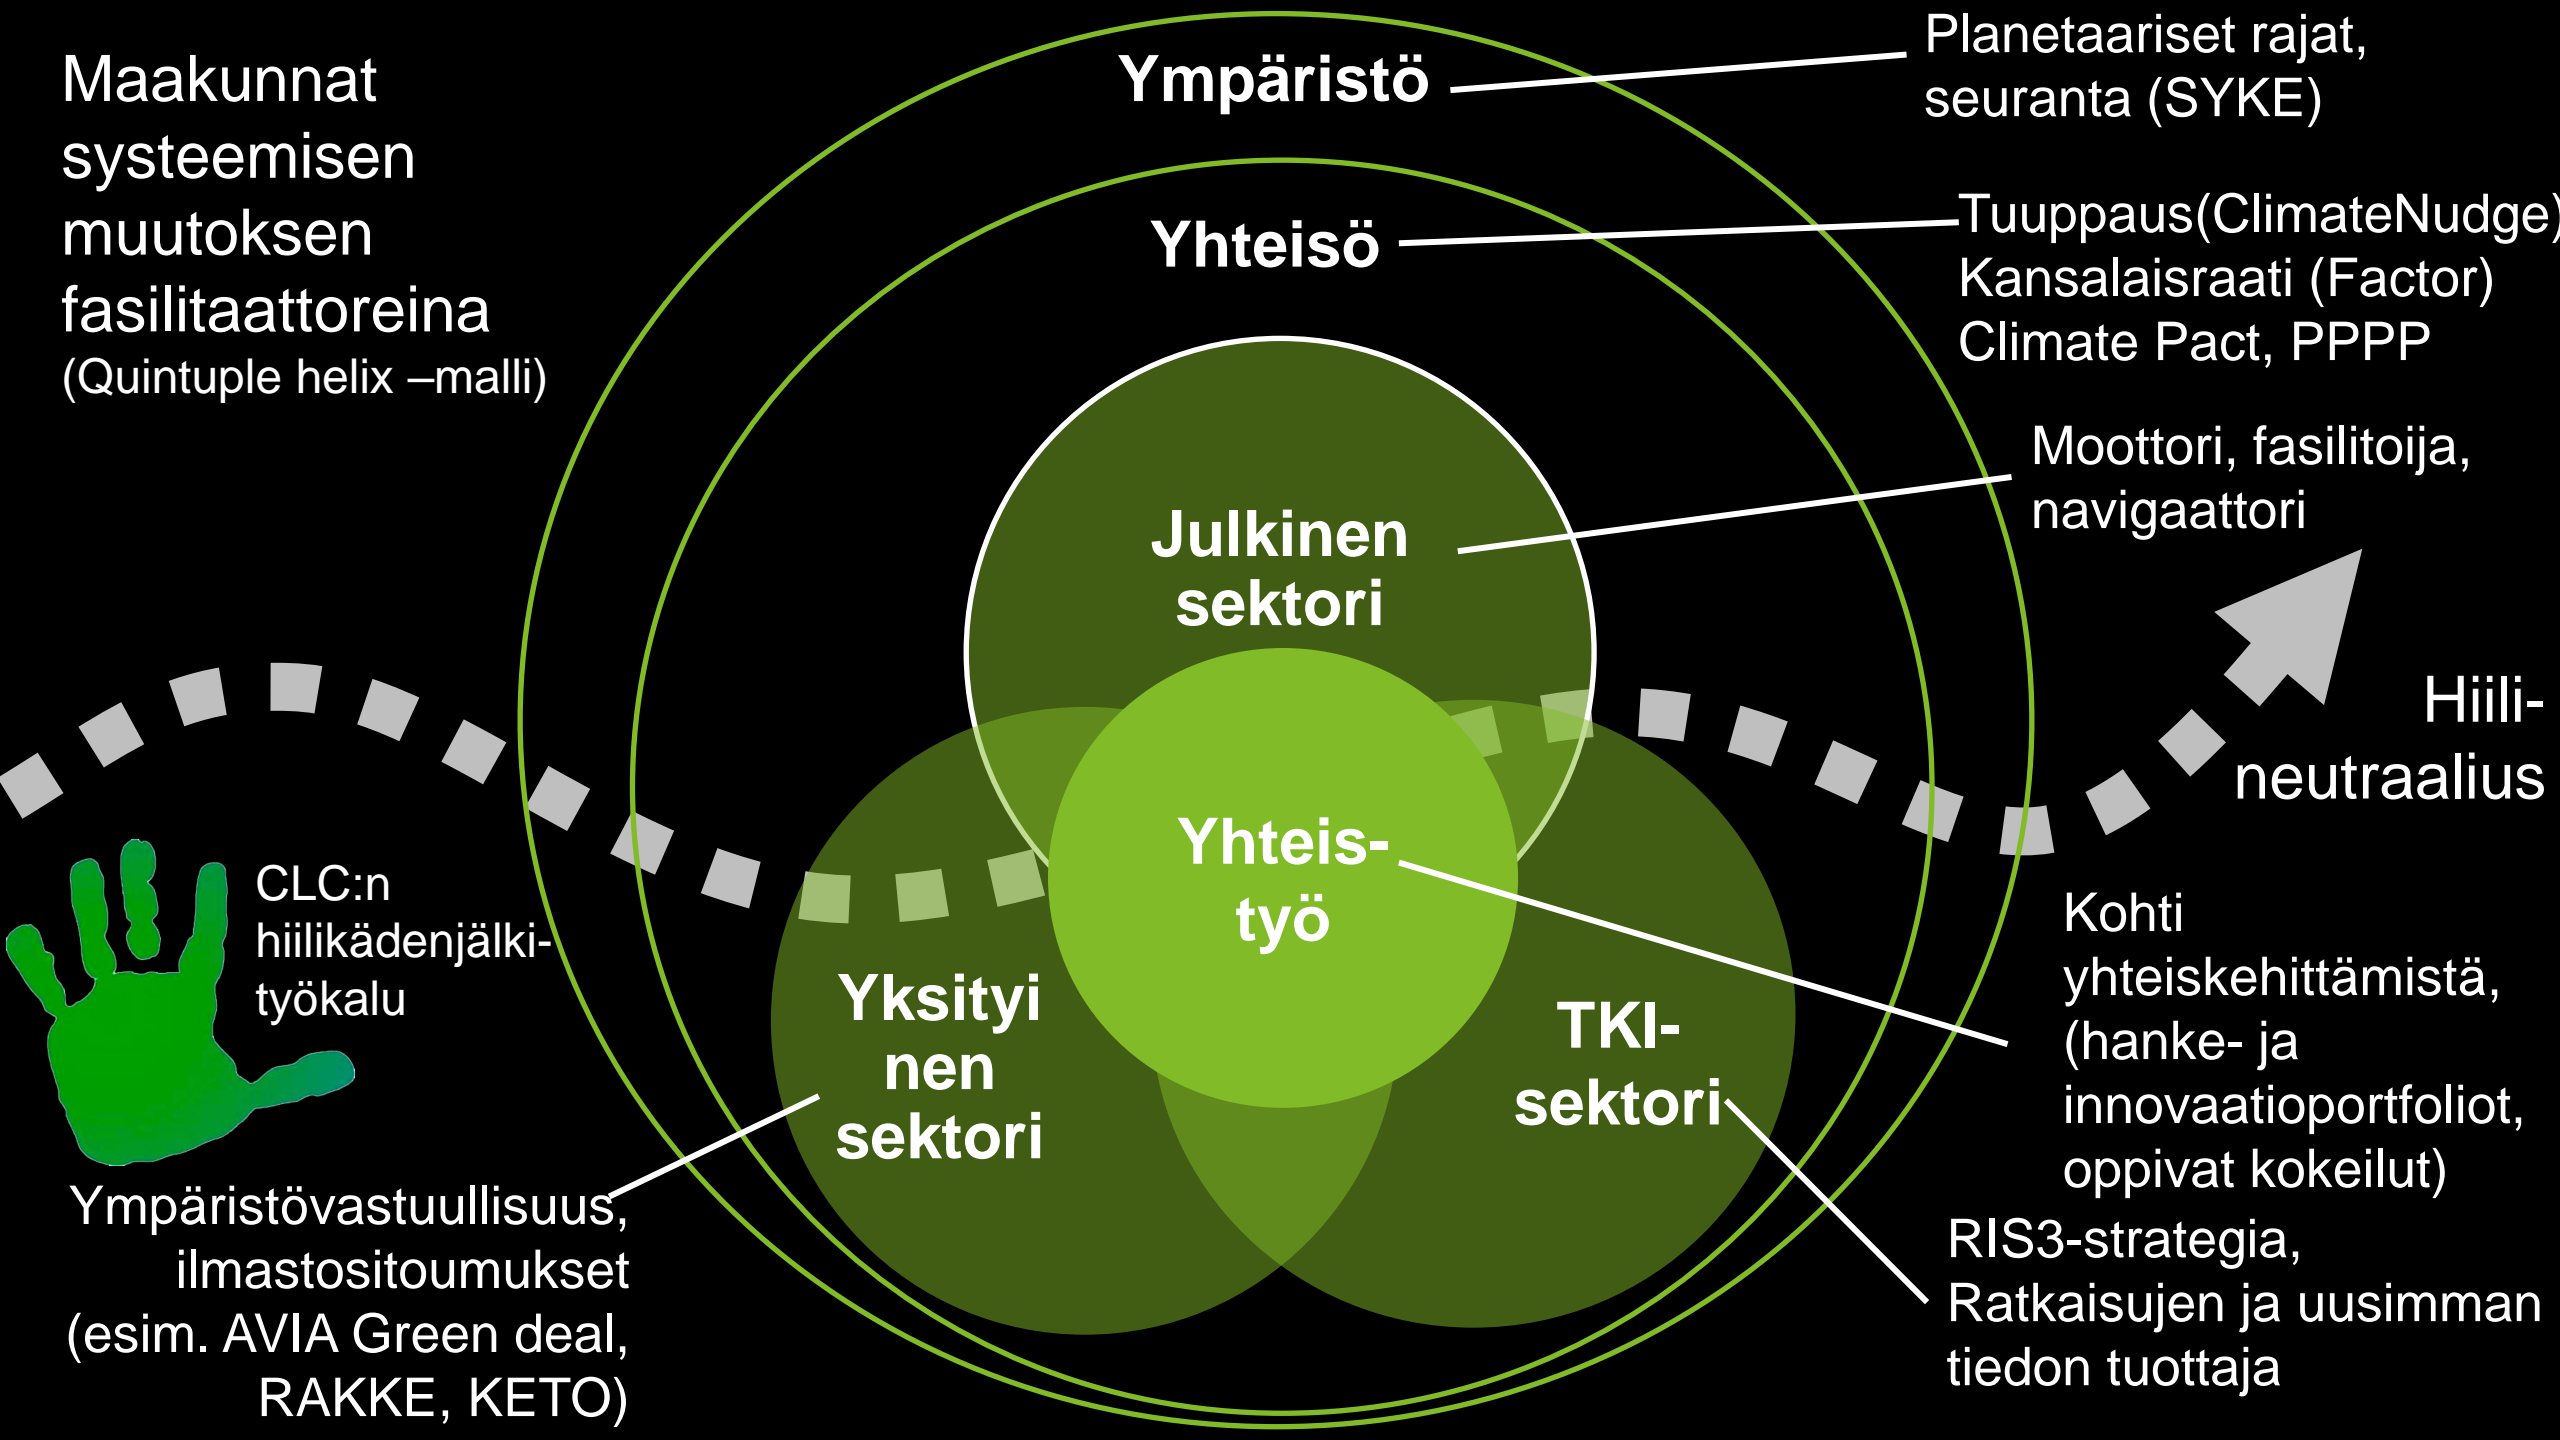 Maakunnat
systeemisen
muutoksen
fasilitaattoreina
(Quintuple helix –malli)
Ympäristö
Planetaariset rajat,
seuranta (SYKE)
Yhteisö
Tuuppaus(ClimateNudge)
Kansalaisraati (Factor)
Climate Pact, PPPP
Julkinen
sektori
Moottori, fasilitoija,
navigaattori
Hiili-
neutraalius
Yhteis-
työ
Kohti
yhteiskehittämistä,
(hanke- ja
innovaatioportfoliot,
oppivat kokeilut)
CLC:n
hiilikädenjälki-
työkalu
Yksityi
nen
sektori
Ympäristövastuullisuus,
ilmastositoumukset
(esim. AVIA Green deal,
RAKKE, KETO)
TKI-
sektori
RIS3-strategia,
Ratkaisujen ja uusimman
tiedon tuottaja